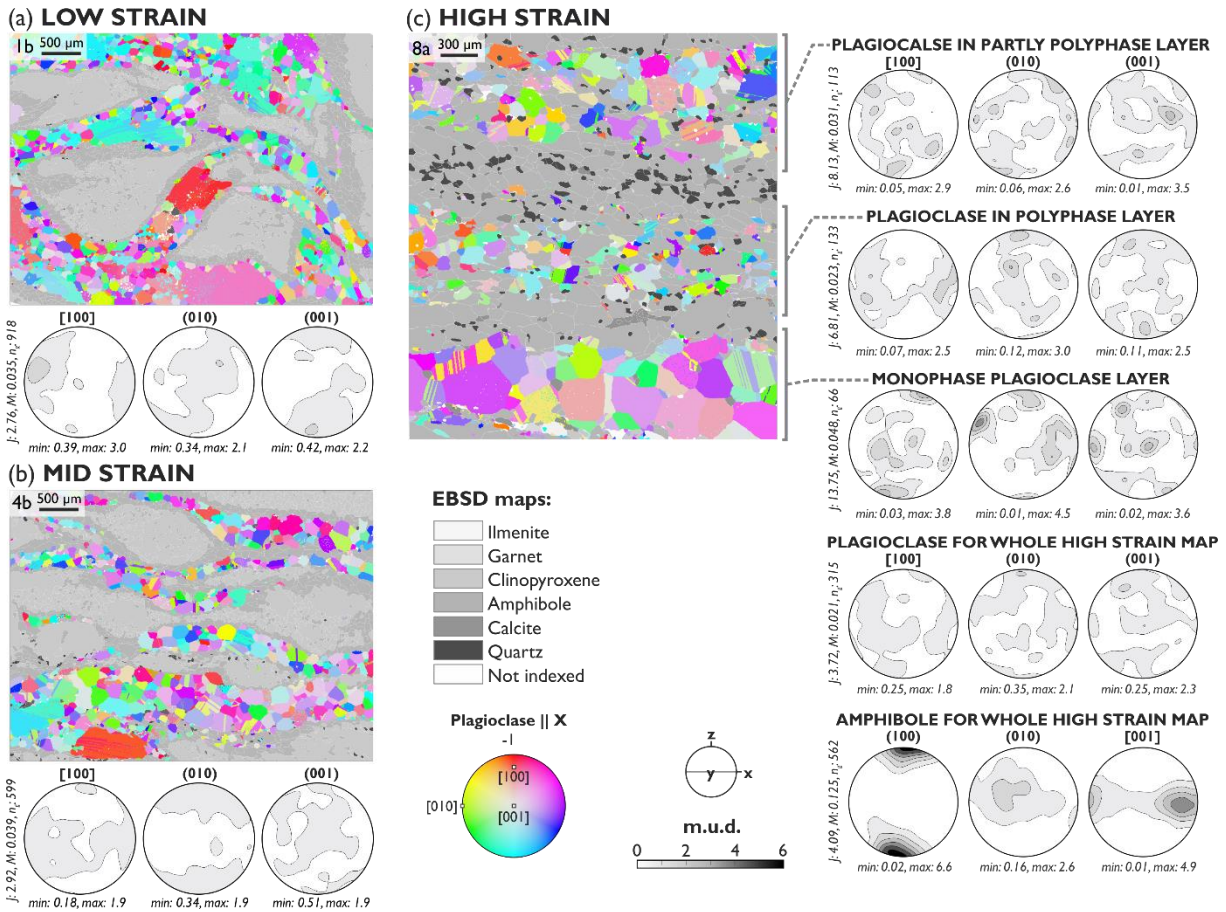 (a) LOW STRAIN
1b 500 µm
[100] (010) (001)
J: 2.76, M: 0.035, nᵢ: 918
min: 0.39, max: 3.0 min: 0.34, max: 2.1 min: 0.42, max: 2.2
(b) MID STRAIN
4b 500 µm
[100] (010) (001)
J: 2.92, M: 0.039, nᵢ: 599
min: 0.18, max: 1.9 min: 0.34, max: 1.9 min: 0.51, max: 1.9
(c) HIGH STRAIN
8a 300 µm
EBSD maps:
Ilmenite
Garnet
Clinopyroxene
Amphibole
Calcite
Quartz
Not indexed
Plagioclase || X
-1
[100]
[010]
[001]
z
y x
m.u.d.
0 2 4 6
PLAGIOCALSE IN PARTLY POLYPHASE LAYER
[100] (010) (001)
J: 8.13, M: 0.031, nᵢ: 113
min: 0.05, max: 2.9 min: 0.06, max: 2.6 min: 0.01, max: 3.5
PLAGIOCLASE IN POLYPHASE LAYER
J: 6.81, M: 0.023, nᵢ: 133
min: 0.07, max: 2.5 min: 0.12, max: 3.0 min: 0.11, max: 2.5
MONOPHASE PLAGIOCLASE LAYER
J: 13.75, M: 0.048, nᵢ: 66
min: 0.03, max: 3.8 min: 0.01, max: 4.5 min: 0.02, max: 3.6
PLAGIOCLASE FOR WHOLE HIGH STRAIN MAP
[100] (010) (001)
J: 3.72, M: 0.021, nᵢ: 315
min: 0.25, max: 1.8 min: 0.35, max: 2.1 min: 0.25, max: 2.3
AMPHIBOLE FOR WHOLE HIGH STRAIN MAP
(100) (010) [001]
J: 4.09, M: 0.125, nᵢ: 562
min: 0.02, max: 6.6 min: 0.16, max: 2.6 min: 0.01, max: 4.9